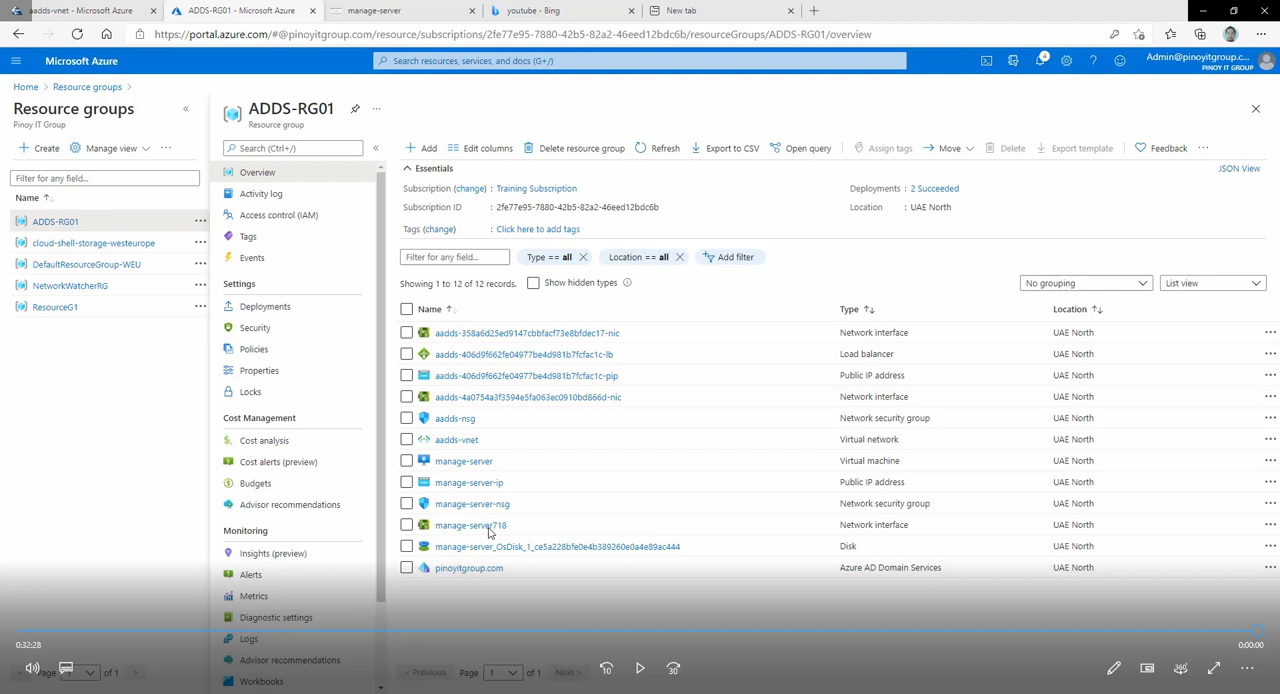 aadds-vnet - Microsoft Azure
ADDS-RG01 - Microsoft Azure
manage-server
youtube - Bing
New tab
https://portal.azure.com/#@pinoyitgroup.com/resource/subscriptions/2fe77e95-7880-42b5-82a2-46eed12bdc6b/resourceGroups/ADDS-RG01/overview
Microsoft Azure
Search resources, services, and docs (G+/)
4
Admin@pinoyitgroup.c...
PINOY IT GROUP
Home > Resource groups >
Resource groups
Pinoy IT Group
Create
Manage view
Filter for any field...
Name
ADDS-RG01
cloud-shell-storage-westeurope
DefaultResourceGroup-WEU
NetworkWatcherRG
ResourceG1
Page 1 of 1
ADDS-RG01
Resource group
Search (Ctrl+/)
Overview
Activity log
Access control (IAM)
Tags
Events
Settings
Deployments
Security
Policies
Properties
Locks
Cost Management
Cost analysis
Cost alerts (preview)
Budgets
Advisor recommendations
Monitoring
Insights (preview)
Alerts
Metrics
Diagnostic settings
Logs
Advisor recommendations
Workbooks
Add Edit columns Delete resource group Refresh Export to CSV Open query Assign tags Move Delete Export template Feedback
Essentials
JSON View
Subscription (change) : Training Subscription
Deployments : 2 Succeeded
Subscription ID : 2fe77e95-7880-42b5-82a2-46eed12bdc6b
Location : UAE North
Tags (change) : Click here to add tags
Filter for any field... Type == all Location == all Add filter
Showing 1 to 12 of 12 records. Show hidden types No grouping List view
Name Type Location
aadds-358a6d25ed9147cbbfacf73e8bfdec17-nic Network interface UAE North
aadds-406d9f662fe04977be4d981b7fcfac1c-lb Load balancer UAE North
aadds-406d9f662fe04977be4d981b7fcfac1c-pip Public IP address UAE North
aadds-4a0754a3f3594e5fa063ec0910bd866d-nic Network interface UAE North
aadds-nsg Network security group UAE North
aadds-vnet Virtual network UAE North
manage-server Virtual machine UAE North
manage-server-ip Public IP address UAE North
manage-server-nsg Network security group UAE North
manage-server718 Network interface UAE North
manage-server_OsDisk_1_ce5a228bfe0e4b389260e0a4e89ac444 Disk UAE North
pinoyitgroup.com Azure AD Domain Services UAE North
< Previous Page 1 of 1 Next >
0:32:28
0:00:00
10
30
360